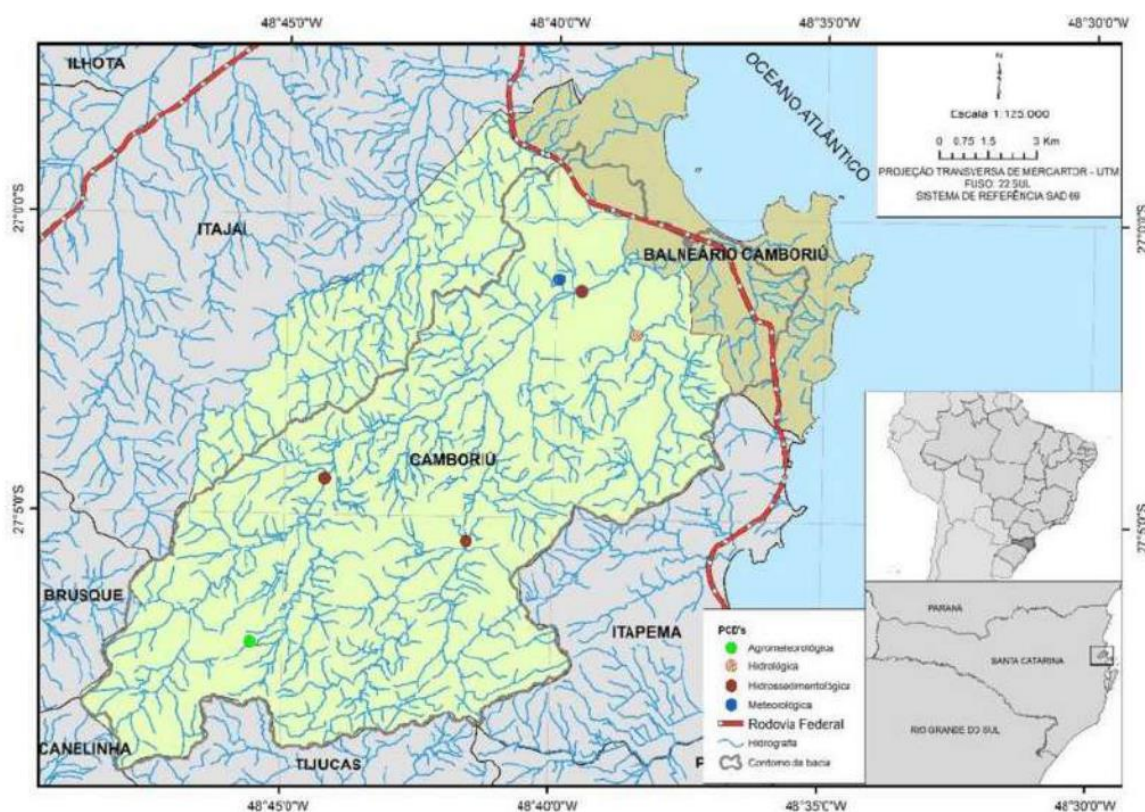 48°45'0"W 48°40'0"W 48°35'0"W 48°30'0"W
ILHOTA
OCEANO ATLÂNTICO
N
Escala 1:125.000
0 0.75 1.5 3 Km
PROJEÇÃO TRANSVERSA DE MERCARTOR - UTM
FUSO: 22 SUL
SISTEMA DE REFERÊNCIA SAD 69
27°0'0"S
27°0'0"S
ITAJAÍ
BALNEÁRIO CAMBORIÚ
CAMBORIÚ
27°5'0"S
27°5'0"S
BRUSQUE
ITAPEMA
CANELINHA
TIJUCAS
P
PCD's
Agrometeorológica
Hidrológica
Hidrossedimentológica
Meteorológica
Rodovia Federal
Hidrografia
Contorno da bacia
PARANÁ
SANTA CATARINA
RIO GRANDE DO SUL
48°45'0"W 48°40'0"W 48°35'0"W 48°30'0"W